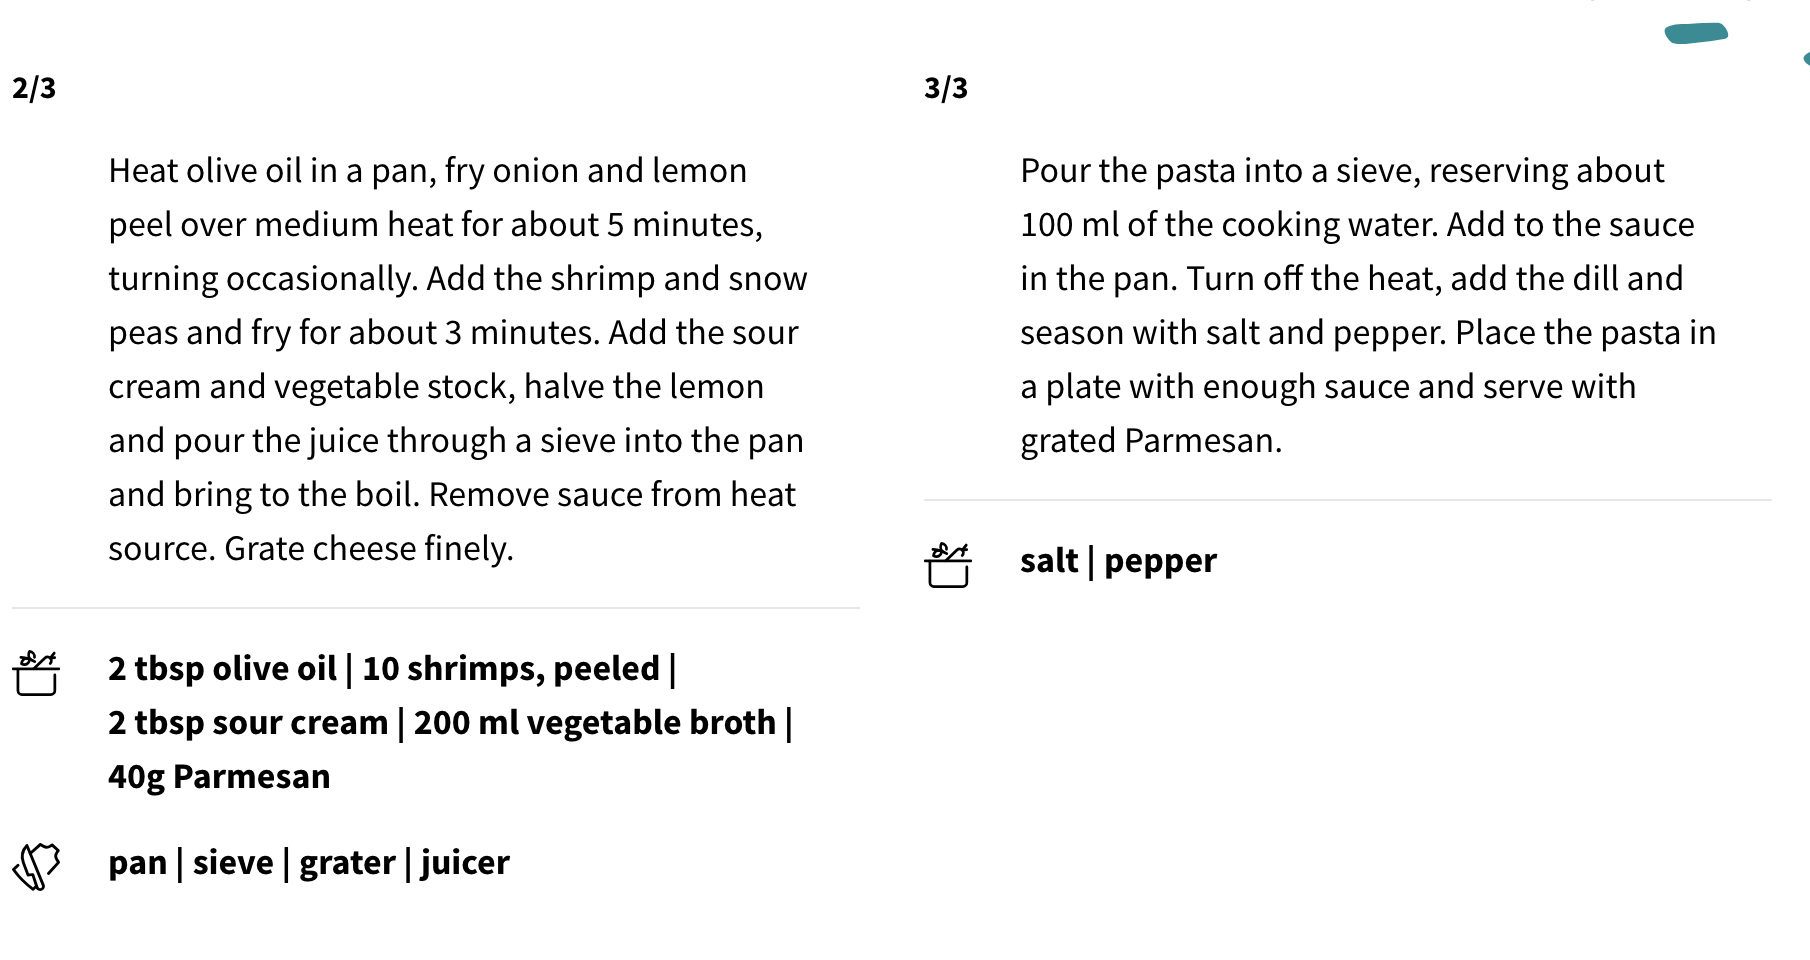 2/3
Heat olive oil in a pan, fry onion and lemon
peel over medium heat for about 5 minutes,
turning occasionally. Add the shrimp and snow
peas and fry for about 3 minutes. Add the sour
cream and vegetable stock, halve the lemon
and pour the juice through a sieve into the pan
and bring to the boil. Remove sauce from heat
source. Grate cheese finely.
2 tbsp olive oil | 10 shrimps, peeled |
2 tbsp sour cream | 200 ml vegetable broth |
40g Parmesan
pan | sieve | grater | juicer
3/3
Pour the pasta into a sieve, reserving about
100 ml of the cooking water. Add to the sauce
in the pan. Turn off the heat, add the dill and
season with salt and pepper. Place the pasta in
a plate with enough sauce and serve with
grated Parmesan.
salt | pepper